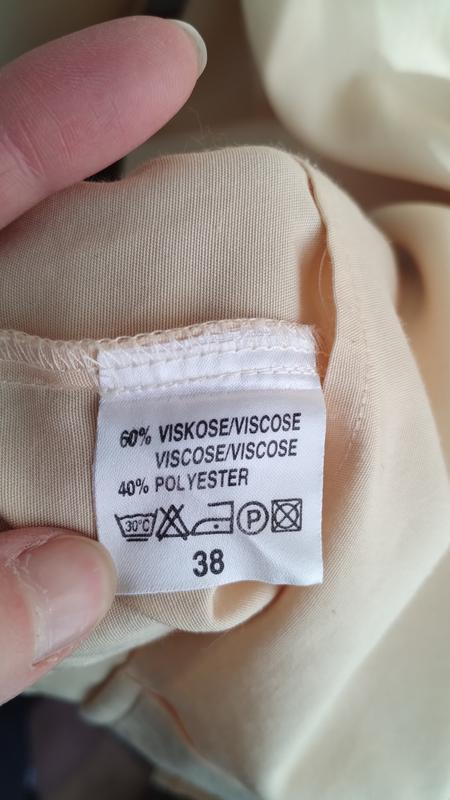 60% VISKOSE/VISCOSE
VISCOSE/VISCOSE
40% POLYESTER
30°C P
38